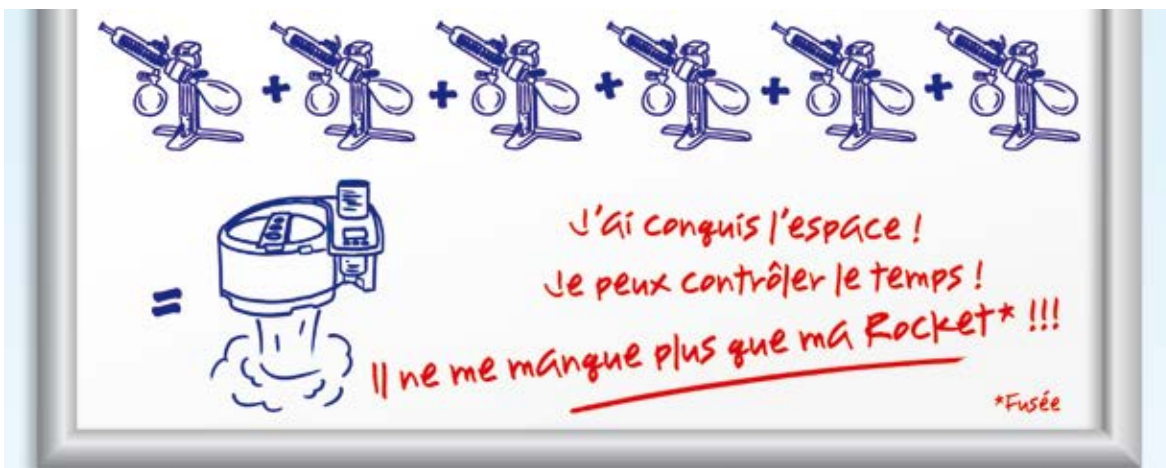 + + + + +
=
J'ai conquis l'espace !
Je peux contrôler le temps !
Il ne me manque plus que ma Rocket* !!!
*Fusée